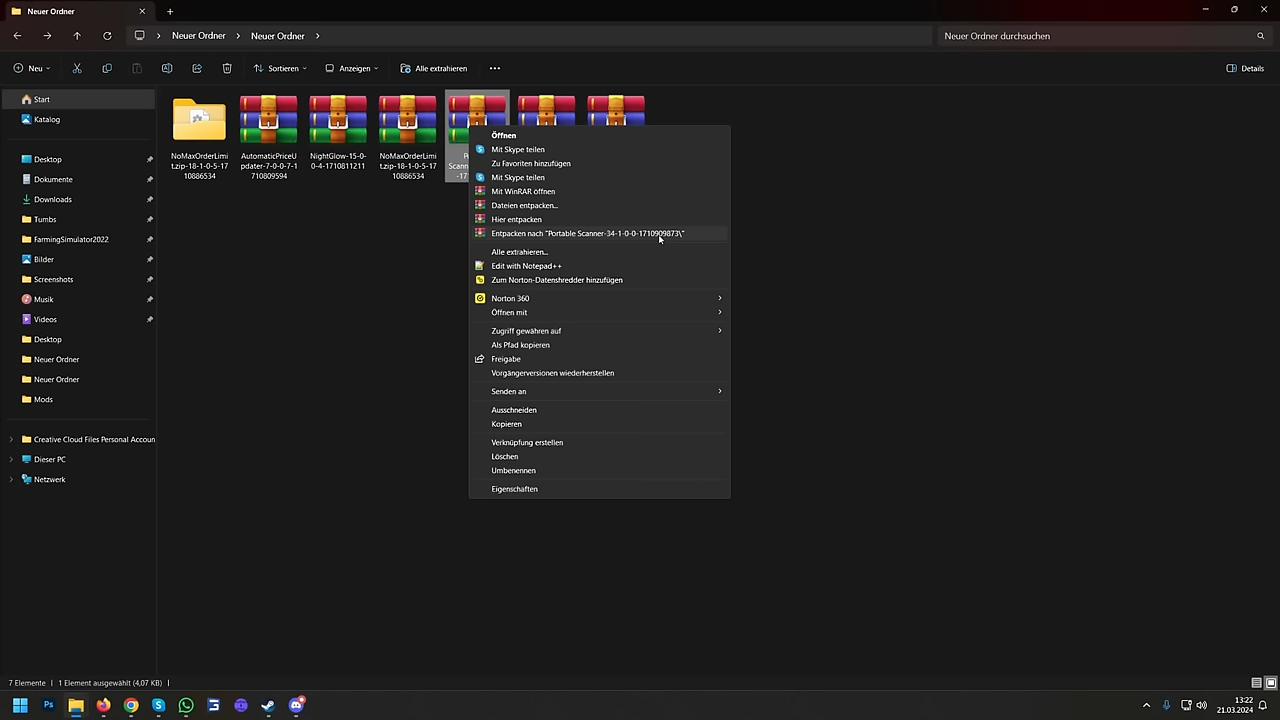 Neuer Ordner
Neuer Ordner
Neuer Ordner
Neuer Ordner durchsuchen
Neu
Sortieren
Anzeigen
Alle extrahieren
Details
Start
Katalog
Desktop
Dokumente
Downloads
Tumbs
FarmingSimulator2022
Bilder
Screenshots
Musik
Videos
Desktop
Neuer Ordner
Neuer Ordner
Mods
Creative Cloud Files Personal Accoun
Dieser PC
Netzwerk
NoMaxOrderLimi
t.zip-18-1-0-5-17
10886534
AutomaticPriceU
pdater-7-0-0-7-1
710809594
NightGlow-15-0-
0-4-1710811211
NoMaxOrderLimi
t.zip-18-1-0-5-17
10886534
Scann
-17
Öffnen
Mit Skype teilen
Zu Favoriten hinzufügen
Mit Skype teilen
Mit WinRAR öffnen
Dateien entpacken...
Hier entpacken
Entpacken nach "Portable Scanner-34-1-0-0-1710909873\"
Alle extrahieren...
Edit with Notepad++
Zum Norton-Datenshredder hinzufügen
Norton 360
Öffnen mit
Zugriff gewähren auf
Als Pfad kopieren
Freigabe
Vorgängerversionen wiederherstellen
Senden an
Ausschneiden
Kopieren
Verknüpfung erstellen
Löschen
Umbenennen
Eigenschaften
7 Elemente
1 Element ausgewählt (4,07 KB)
13:22
21.03.2024